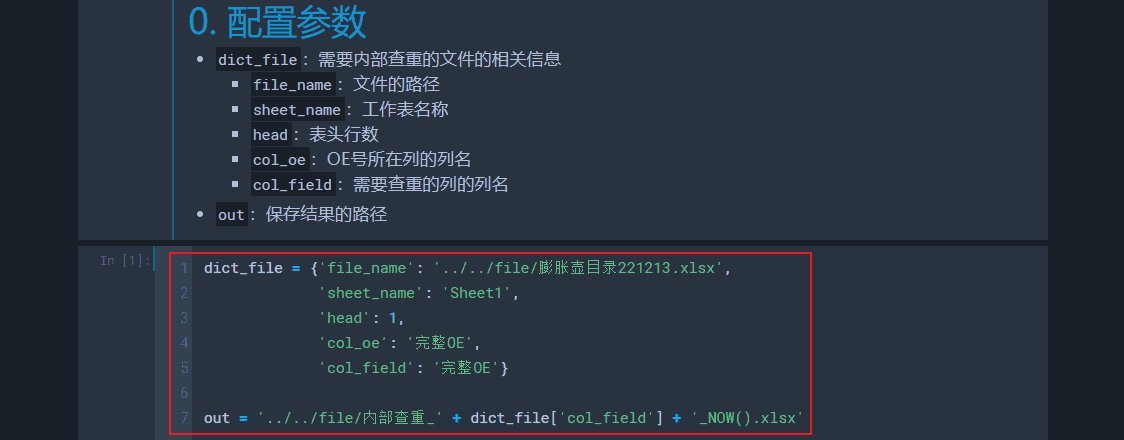 0. 配置参数
dict_file：需要内部查重的文件的相关信息
file_name：文件的路径
sheet_name：工作表名称
head：表头行数
col_oe：OE号所在列的列名
col_field：需要查重的列的列名
out：保存结果的路径
In [1]:
1 dict_file = {'file_name': '../../file/膨胀壶目录221213.xlsx',
2 'sheet_name': 'Sheet1',
3 'head': 1,
4 'col_oe': '完整OE',
5 'col_field': '完整OE'}
6
7 out = '../../file/内部查重_' + dict_file['col_field'] + '_NOW().xlsx'